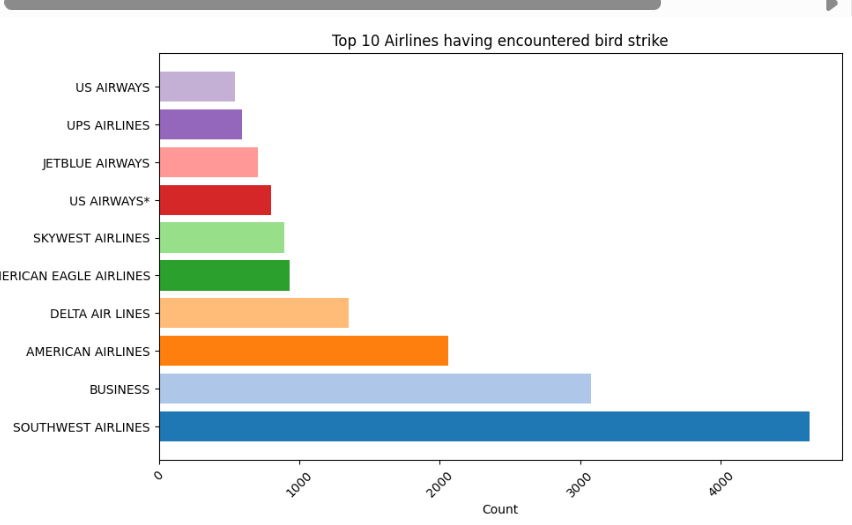 Top 10 Airlines having encountered bird strike
US AIRWAYS
UPS AIRLINES
JETBLUE AIRWAYS
US AIRWAYS*
SKYWEST AIRLINES
ERICAN EAGLE AIRLINES
DELTA AIR LINES
AMERICAN AIRLINES
BUSINESS
SOUTHWEST AIRLINES
0 1000 2000 3000 4000
Count